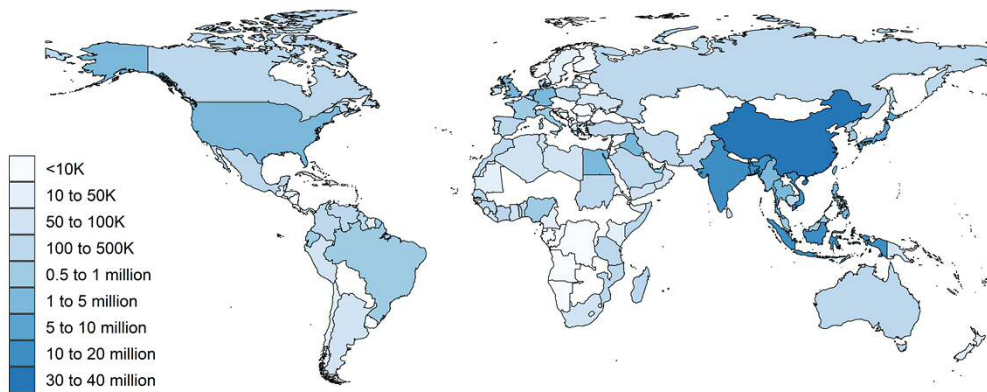 <10K
10 to 50K
50 to 100K
100 to 500K
0.5 to 1 million
1 to 5 million
5 to 10 million
10 to 20 million
30 to 40 million